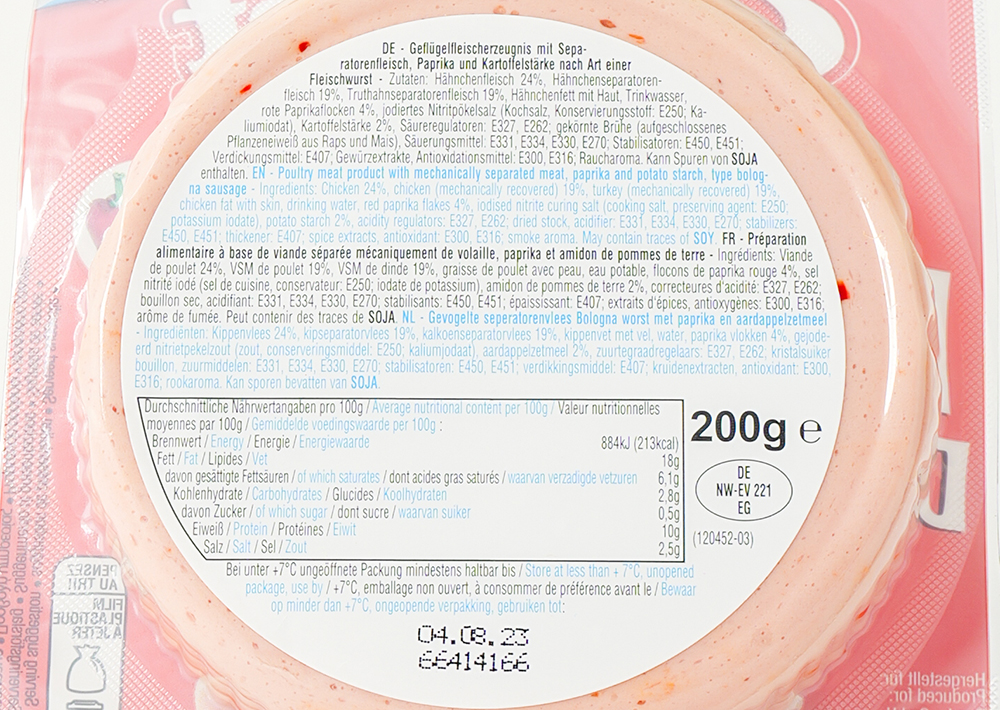 DE - Geflügelfleischerzeugnis mit Sepa-
ratorenfleisch, Paprika und Kartoffelstärke nach Art einer
Fleischwurst - Zutaten: Hähnchenfleisch 24%, Hähnchenseparatoren-
fleisch 19%, Truthahnseparatorenfleisch 19%, Hähnchenfett mit Haut, Trinkwasser,
rote Paprikaflocken 4%, jodiertes Nitritpökelsalz (Kochsalz, Konservierungsstoff: E250; Ka-
liumiodat), Kartoffelstärke 2%, Säureregulatoren: E327, E262; gekörnte Brühe (aufgeschlossenes
Pflanzeneiweiß aus Raps und Mais), Säuerungsmittel: E331, E334, E330, E270; Stabilisatoren: E450, E451;
Verdickungsmittel: E407; Gewürzextrakte, Antioxidationsmittel: E300, E316; Raucharoma. Kann Spuren von SOJA
enthalten. EN - Poultry meat product with mechanically separated meat, paprika and potato starch, type bolog-
na sausage - Ingredients: Chicken 24%, chicken (mechanically recovered) 19%, turkey (mechanically recovered) 19%,
chicken fat with skin, drinking water, red paprika flakes 4%, iodised nitrite curing salt (cooking salt, preserving agent: E250;
potassium iodate), potato starch 2%, acidity regulators: E327, E262; dried stock, acidifier: E331, E334, E330, E270; stabilizers:
E450, E451; thickener: E407; spice extracts, antioxidant: E300, E316; smoke aroma. May contain traces of SOY. FR - Préparation
alimentaire à base de viande séparée mécaniquement de volaille, paprika et amidon de pommes de terre - Ingrédients: Viande
de poulet 24%, VSM de poulet 19%, VSM de dinde 19%, graisse de poulet avec peau, eau potable, flocons de paprika rouge 4%, sel
nitrité iodé (sel de cuisine, conservateur: E250; iodate de potassium), amidon de pommes de terre 2%, correcteurs d'acidité: E327, E262;
bouillon sec, acidifiant: E331, E334, E330, E270; stabilisants: E450, E451; épaississant: E407; extraits d'épices, antioxygènes: E300, E316;
arôme de fumée. Peut contenir des traces de SOJA. NL - Gevogelte seperatorenvlees Bologna worst met paprika en aardappelzetmeel
- Ingrediënten: Kippenvlees 24%, kipseparatorvlees 19%, kalkoenseparatorvlees 19%, kippenvet met vel, water, paprika vlokken 4%, gejode-
erd nitrietpekelzout (zout, conserveringsmiddel: E250; kaliumjodaat), aardappelzetmeel 2%, zuurtegraadregelaars: E327, E262; kristalsuiker
bouillon, zuurmiddelen: E331, E334, E330, E270; stabilisatoren: E450, E451; verdikkingsmiddel: E407; kruidenextracten, antioxidant: E300,
E316; rookaroma. Kan sporen bevatten van SOJA.
Durchschnittliche Nährwertangaben pro 100g / Average nutritional content per 100g / Valeur nutritionnelles
moyennes par 100g / Gemiddelde voedingswaarde per 100g :
Brennwert / Energy / Energie / Energiewaarde 884kJ (213kcal)
Fett / Fat / Lipides / Vet 18g
davon gesättigte Fettsäuren / of which saturates / dont acides gras saturés / waarvan verzadigde vetzuren 6,1g
Kohlenhydrate / Carbohydrates / Glucides / Koolhydraten 2,8g
davon Zucker / of which sugar / dont sucre / waarvan suiker 0,5g
Eiweiß / Protein / Protéines / Eiwit 10g
Salz / Salt / Sel / Zout 2,5g
200g e
DE
NW-EV 221
EG
(120452-03)
Bei unter +7°C ungeöffnete Packung mindestens haltbar bis / Store at less than + 7°C, unopened
package, use by / +7°C, emballage non ouvert, à consommer de préférence avant le / Bewaar
op minder dan +7°C, ongeopende verpakking, gebruiken tot:
04.08.23
66414166
PENSEZ
AU TRI!
FILM
PLASTIQUE
À JETER
Serving suggestion
Hergestellt für:
Produced for: